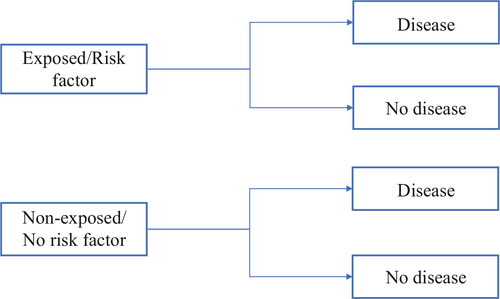 Disease
Exposed/Risk
factor
No disease
Disease
Non-exposed/
No risk factor
No disease